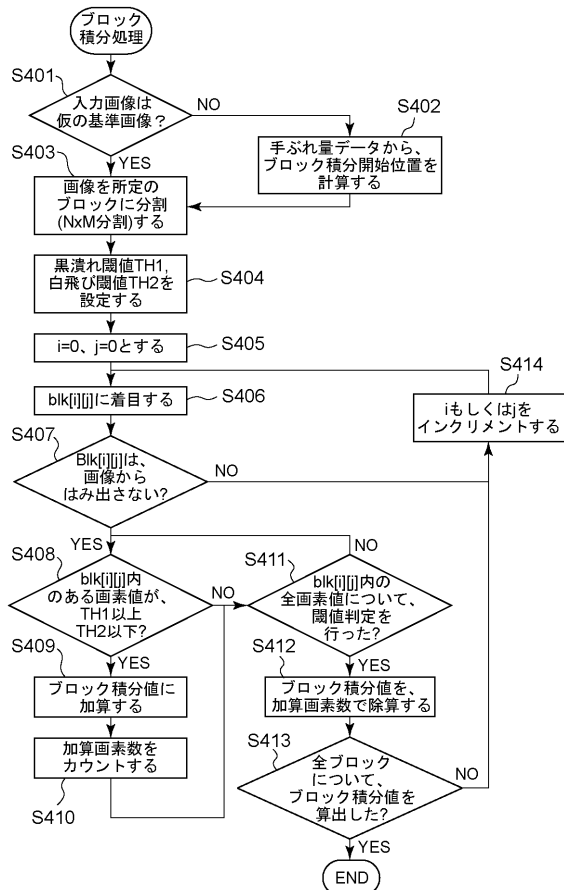 ブロック
積分処理
S401
入力画像は
仮の基準画像？
NO
YES
S402
手ぶれ量データから、
ブロック積分開始位置を
計算する
S403
画像を所定の
ブロックに分割
(NxM分割)する
黒潰れ閾値TH1,
白飛び閾値TH2を
設定する
S404
i=0、j=0とする
S405
blk[i][j]に着目する
S406
S414
iもしくはjを
インクリメントする
S407
Blk[i][j]は、
画像から
はみ出さない?
NO
YES
S408
blk[i][j]内
のある画素値が、
TH1以上
TH2以下?
NO
YES
S411
NO
blk[i][j]内の
全画素値について、
閾値判定を
行った?
YES
S409
ブロック積分値に
加算する
S412
ブロック積分値を、
加算画素数で除算する
加算画素数を
カウントする
S410
S413
全ブロック
について、
ブロック積分値を
算出した?
NO
YES
END